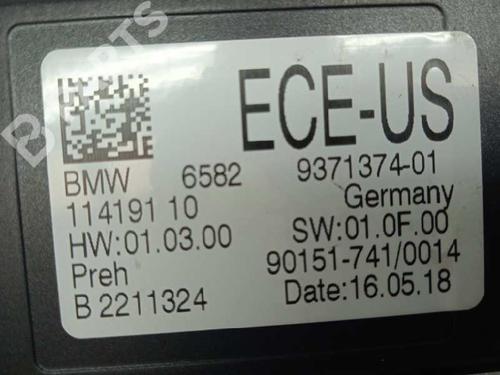 ECE-US
BMW 6582 9371374-01
114191 10 Germany
HW:01.03.00 SW:01.0F.00
Preh 90151-741/0014
B 2211324 Date:16.05.18